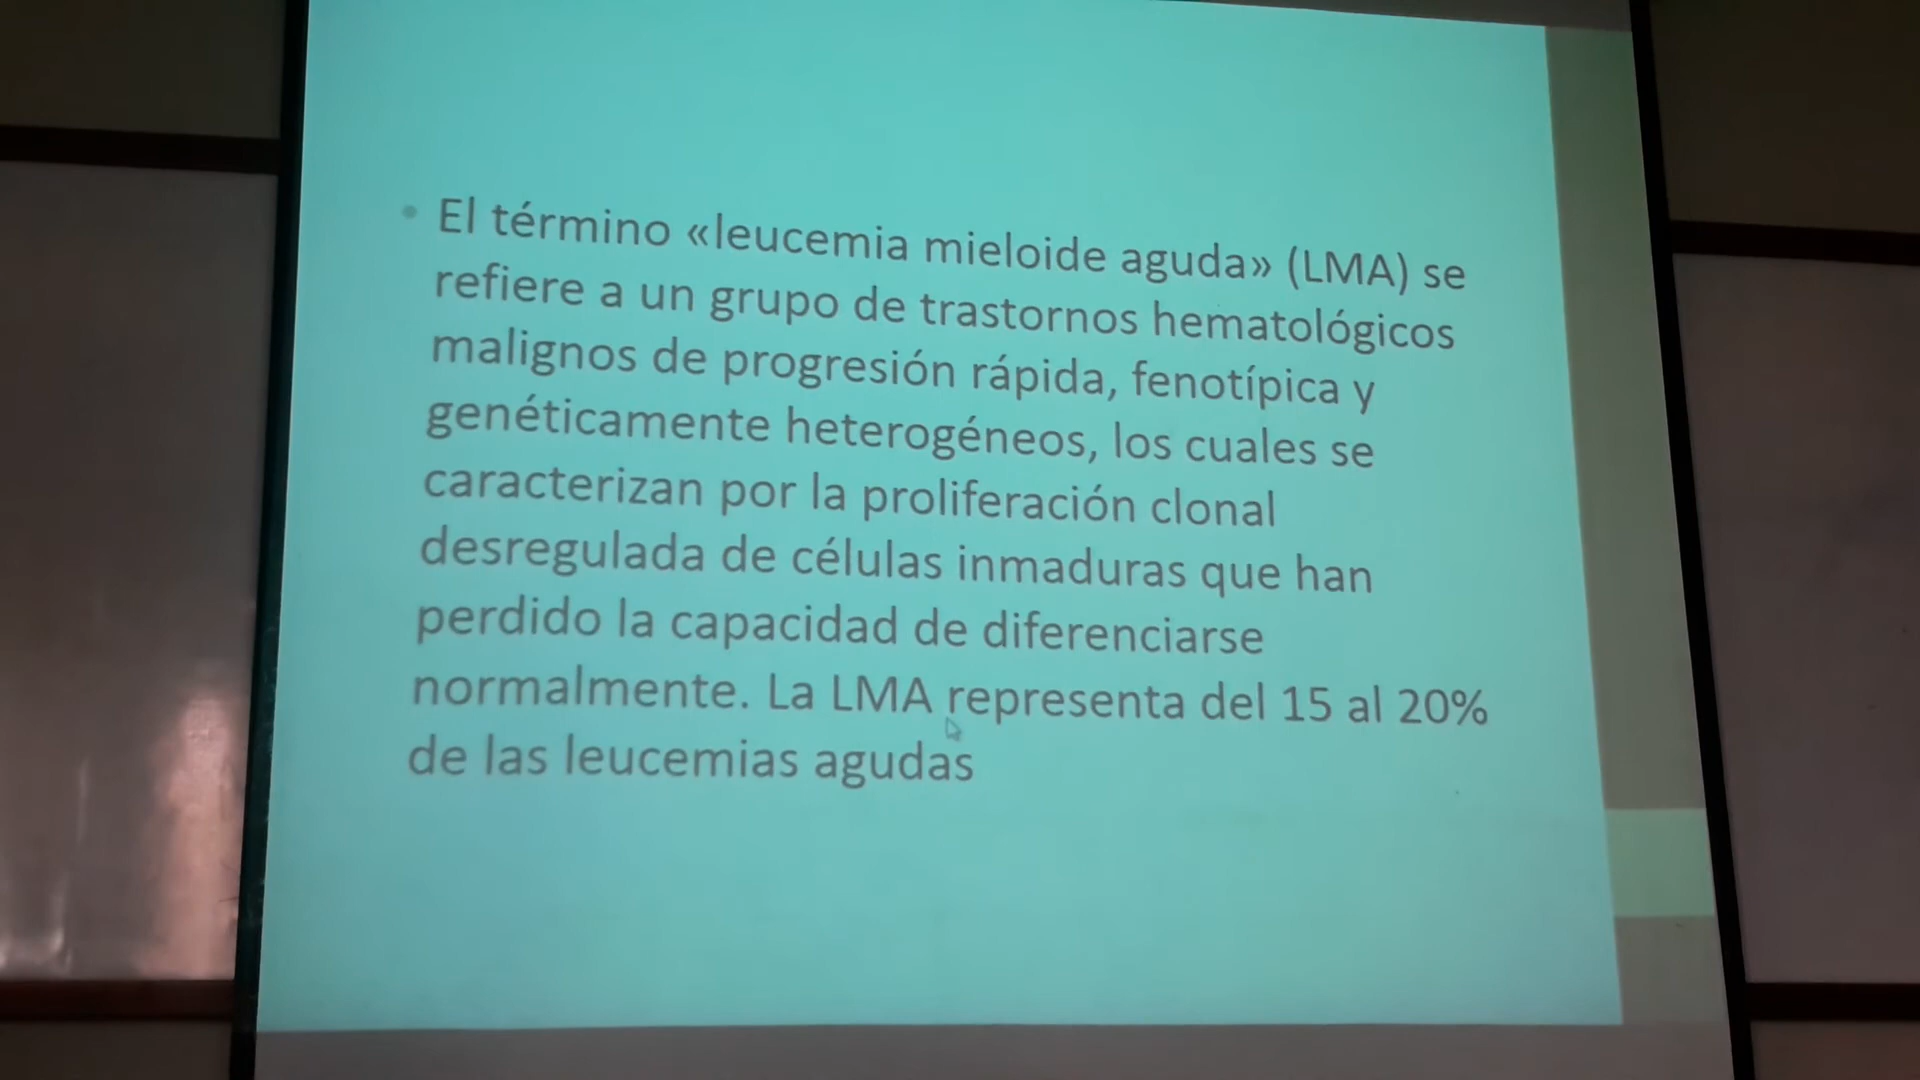 • El término «leucemia mieloide aguda» (LMA) se
refiere a un grupo de trastornos hematológicos
malignos de progresión rápida, fenotípica y
genéticamente heterogéneos, los cuales se
caracterizan por la proliferación clonal
desregulada de células inmaduras que han
perdido la capacidad de diferenciarse
normalmente. La LMA representa del 15 al 20%
de las leucemias agudas